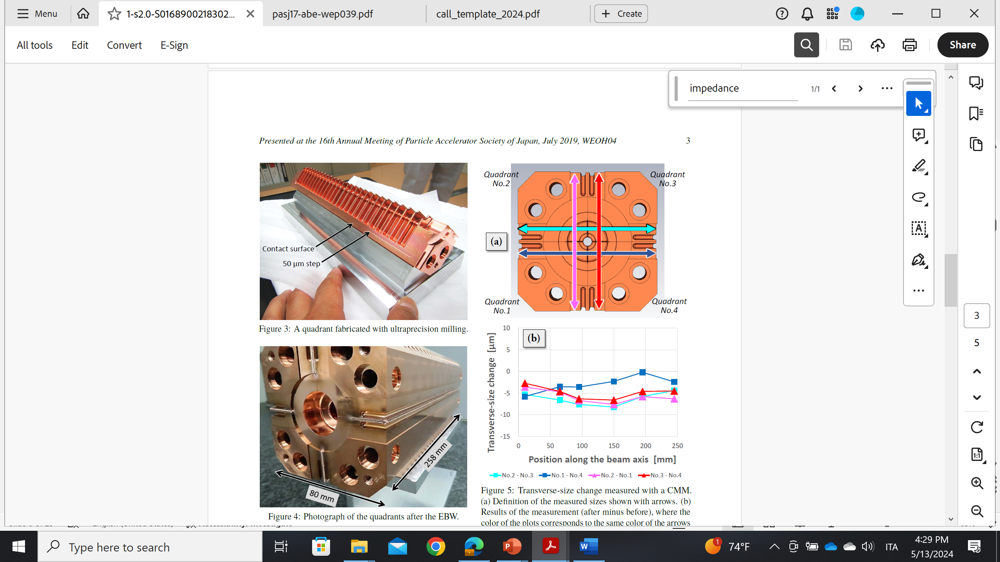 Menu
1-s2.0-S0168900218302...
pasj17-abe-wep039.pdf
call_template_2024.pdf
Create
All tools
Edit
Convert
E-Sign
Share
impedance
1/1
Presented at the 16th Annual Meeting of Particle Accelerator Society of Japan, July 2019, WEOH04
3
Contact surface
50 µm step
Figure 3: A quadrant fabricated with ultraprecision milling.
258 mm
80 mm
Figure 4: Photograph of the quadrants after the EBW.
Quadrant
No.2
Quadrant
No.3
(a)
Quadrant
No.1
Quadrant
No.4
(b)
Transverse-size change [µm]
10
5
0
-5
-10
-15
0
50
100
150
200
250
Position along the beam axis [mm]
No.2 - No.3
No.1 - No.4
No.2 - No.1
No.3 - No.4
Figure 5: Transverse-size change measured with a CMM.
(a) Definition of the measured sizes shown with arrows. (b)
Results of the measurement (after minus before), where the
color of the plots corresponds to the same color of the arrows
3
5
1:1
Type here to search
1
74°F
ITA
4:29 PM
5/13/2024